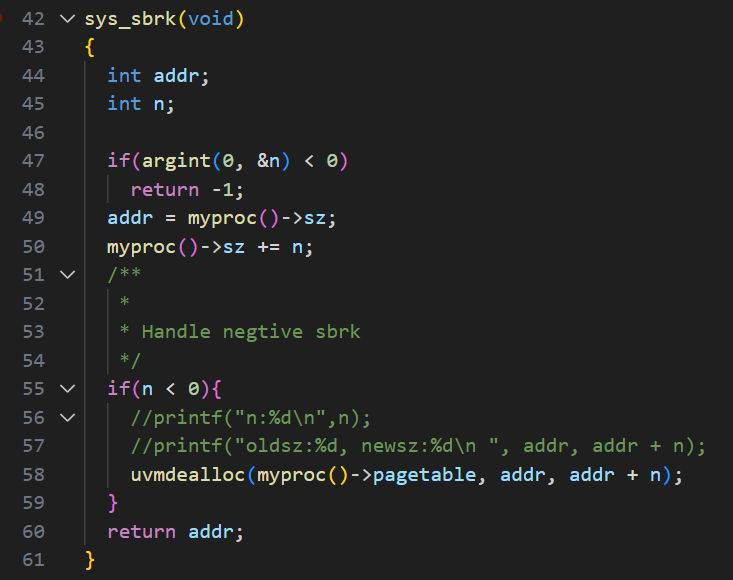 42 sys_sbrk(void)
43 {
44 int addr;
45 int n;
46
47 if(argint(0, &n) < 0)
48 return -1;
49 addr = myproc()->sz;
50 myproc()->sz += n;
51 /**
52 *
53 * Handle negtive sbrk
54 */
55 if(n < 0){
56 //printf("n:%d\n",n);
57 //printf("oldsz:%d, newsz:%d\n ", addr, addr + n);
58 uvmdealloc(myproc()->pagetable, addr, addr + n);
59 }
60 return addr;
61 }